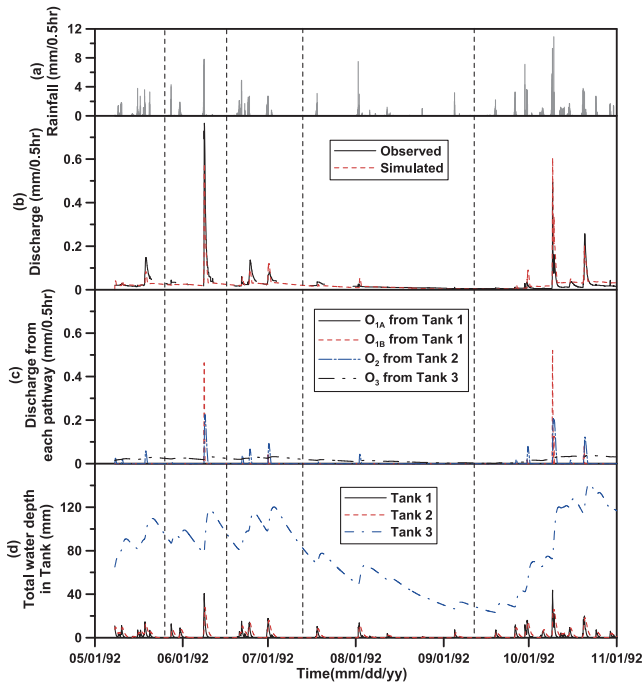 (a)
Rainfall (mm/0.5hr)
12
8
4
0
(b)
Discharge (mm/0.5hr)
0.6
0.4
0.2
0
Observed
Simulated
(c)
Discharge from
each pathway (mm/0.5hr)
0.6
0.4
0.2
0
O1A from Tank 1
O1B from Tank 1
O2 from Tank 2
O3 from Tank 3
(d)
Total water depth
in Tank (mm)
120
80
40
0
Tank 1
Tank 2
Tank 3
05/01/92 06/01/92 07/01/92 08/01/92 09/01/92 10/01/92 11/01/92
Time(mm/dd/yy)